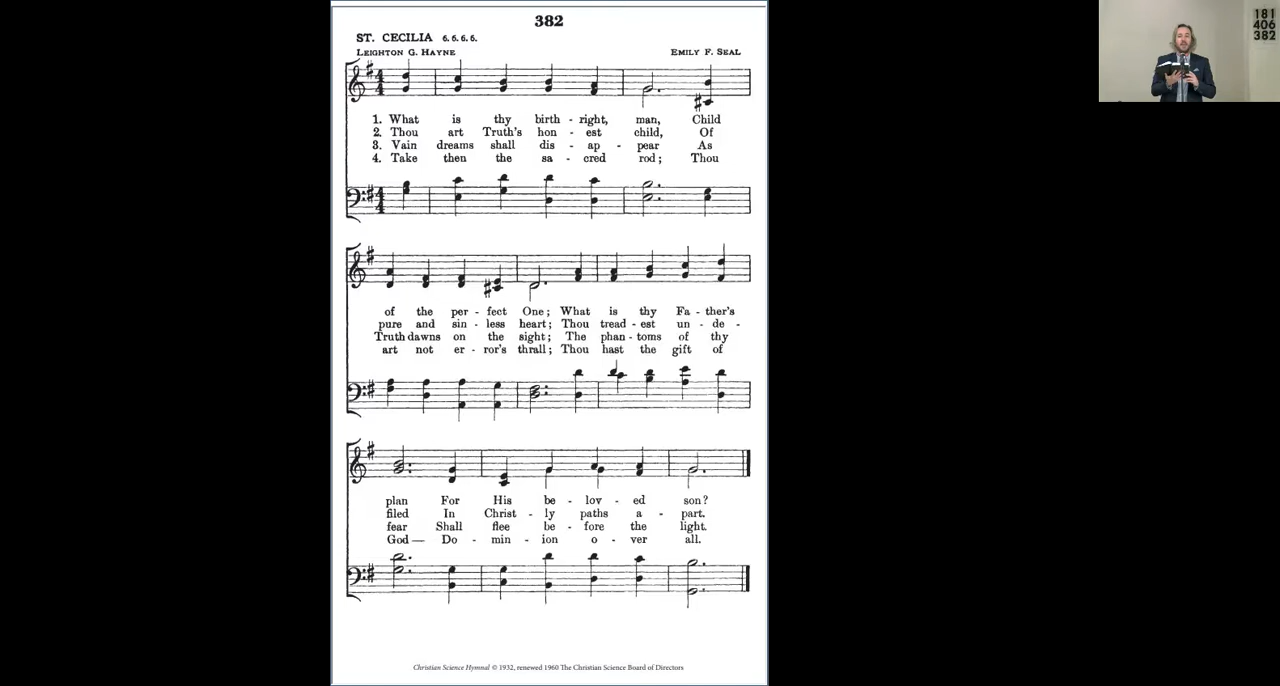 382
ST. CECILIA 6.6.6.6.
LEIGHTON G. HAYNE EMILY F. SEAL
1. What is thy birth - right, man, Child
2. Thou art Truth's hon - est child, Of
3. Vain dreams shall dis - ap - pear As
4. Take then the sa - cred rod; Thou
of the per - fect One; What is thy Fa - ther's
pure and sin - less heart; Thou tread - est un - de -
Truth dawns on the sight; The phan - toms of thy
art not er - ror's thrall; Thou hast the gift of
plan For His be - lov - ed son?
filed In Christ - ly paths a - part.
fear Shall flee be - fore the light.
God— Do - min - ion o - ver all.
Christian Science Hymnal © 1932, renewed 1960 The Christian Science Board of Directors
181
406
382